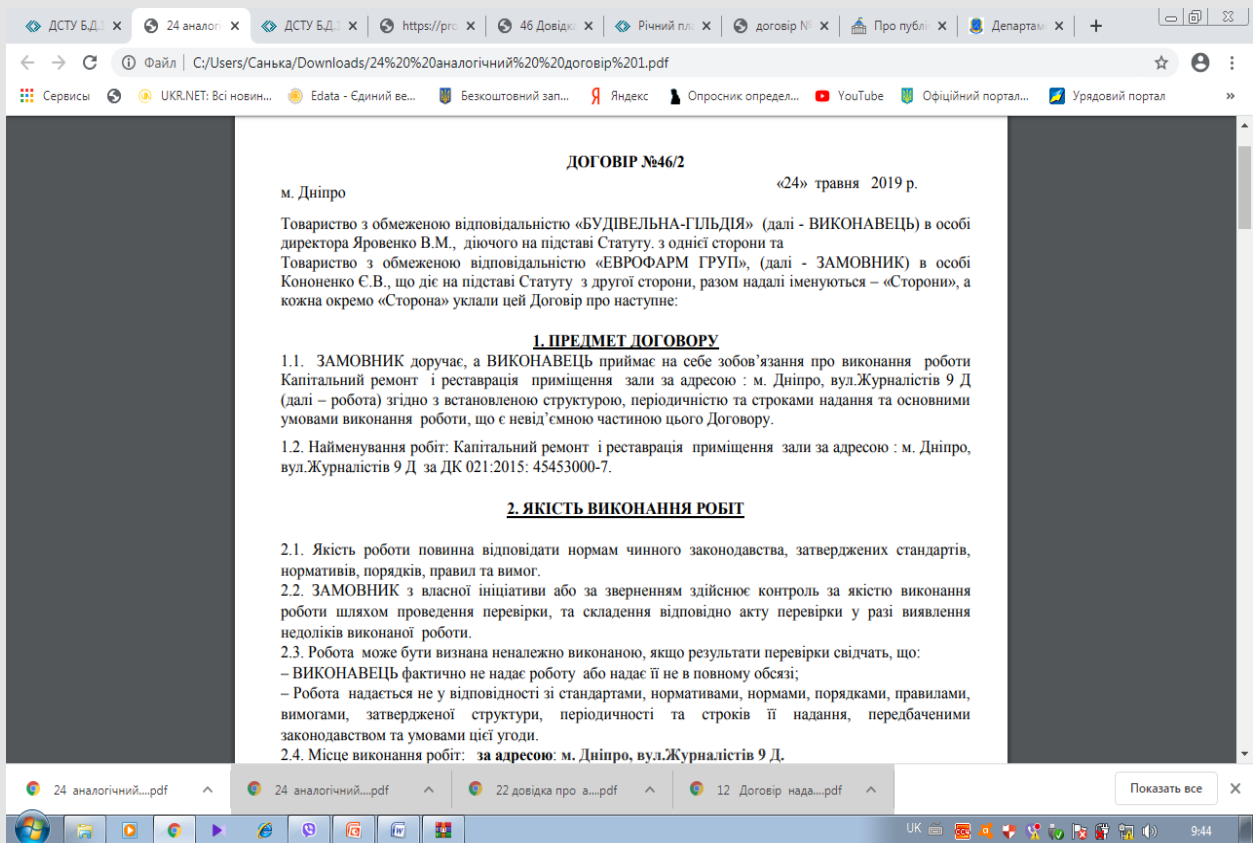 ДСТУ Б.Д.
24 аналог
ДСТУ Б.Д.
https://pro
46 Довідк
Річний пл
договір №
Про публі
Департам
Файл | C:/Users/Санька/Downloads/24%20%20аналогічний%20%20договір%201.pdf
Сервисы
UKR.NET: Всі новин...
Edata - Єдиний ве...
Безкоштовний зап...
Яндекс
Опросник определ...
YouTube
Офіційний портал...
Урядовий портал
»
ДОГОВІР №46/2
м. Дніпро «24» травня 2019 р.
Товариство з обмеженою відповідальністю «БУДІВЕЛЬНА-ГІЛЬДІЯ» (далі - ВИКОНАВЕЦЬ) в особі
директора Яровенко В.М., діючого на підставі Статуту. з однієї сторони та
Товариство з обмеженою відповідальністю «ЕВРОФАРМ ГРУП», (далі - ЗАМОВНИК) в особі
Кононенко Є.В., що діє на підставі Статуту з другої сторони, разом надалі іменуються – «Сторони», а
кожна окремо «Сторона» уклали цей Договір про наступне:
1. ПРЕДМЕТ ДОГОВОРУ
1.1. ЗАМОВНИК доручає, а ВИКОНАВЕЦЬ приймає на себе зобов’язання про виконання роботи
Капітальний ремонт і реставрація приміщення зали за адресою : м. Дніпро, вул.Журналістів 9 Д
(далі – робота) згідно з встановленою структурою, періодичністю та строками надання та основними
умовами виконання роботи, що є невід’ємною частиною цього Договору.
1.2. Найменування робіт: Капітальний ремонт і реставрація приміщення зали за адресою : м. Дніпро,
вул.Журналістів 9 Д за ДК 021:2015: 45453000-7.
2. ЯКІСТЬ ВИКОНАННЯ РОБІТ
2.1. Якість роботи повинна відповідати нормам чинного законодавства, затверджених стандартів,
нормативів, порядків, правил та вимог.
2.2. ЗАМОВНИК з власної ініціативи або за зверненням здійснює контроль за якістю виконання
роботи шляхом проведення перевірки, та складення відповідно акту перевірки у разі виявлення
недоліків виконаної роботи.
2.3. Робота може бути визнана неналежно виконаною, якщо результати перевірки свідчать, що:
– ВИКОНАВЕЦЬ фактично не надає роботу або надає її не в повному обсязі;
– Робота надається не у відповідності зі стандартами, нормативами, нормами, порядками, правилами,
вимогами, затвердженої структури, періодичності та строків її надання, передбаченими
законодавством та умовами цієї угоди.
2.4. Місце виконання робіт: за адресою: м. Дніпро, вул.Журналістів 9 Д.
24 аналогічний....pdf
24 аналогічний....pdf
22 довідка про а....pdf
12 Договір нада....pdf
Показать все
UK
9:44